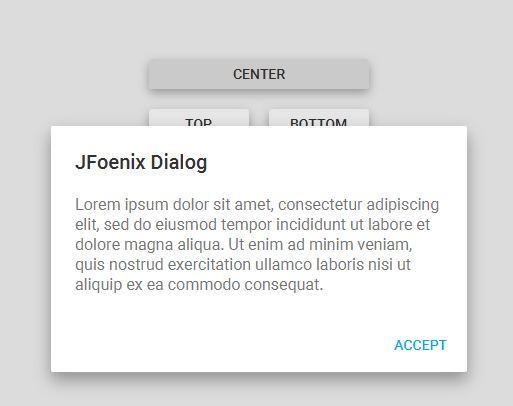 CENTER
TOP BOTTOM
JFoenix Dialog
Lorem ipsum dolor sit amet, consectetur adipiscing
elit, sed do eiusmod tempor incididunt ut labore et
dolore magna aliqua. Ut enim ad minim veniam,
quis nostrud exercitation ullamco laboris nisi ut
aliquip ex ea commodo consequat.
ACCEPT